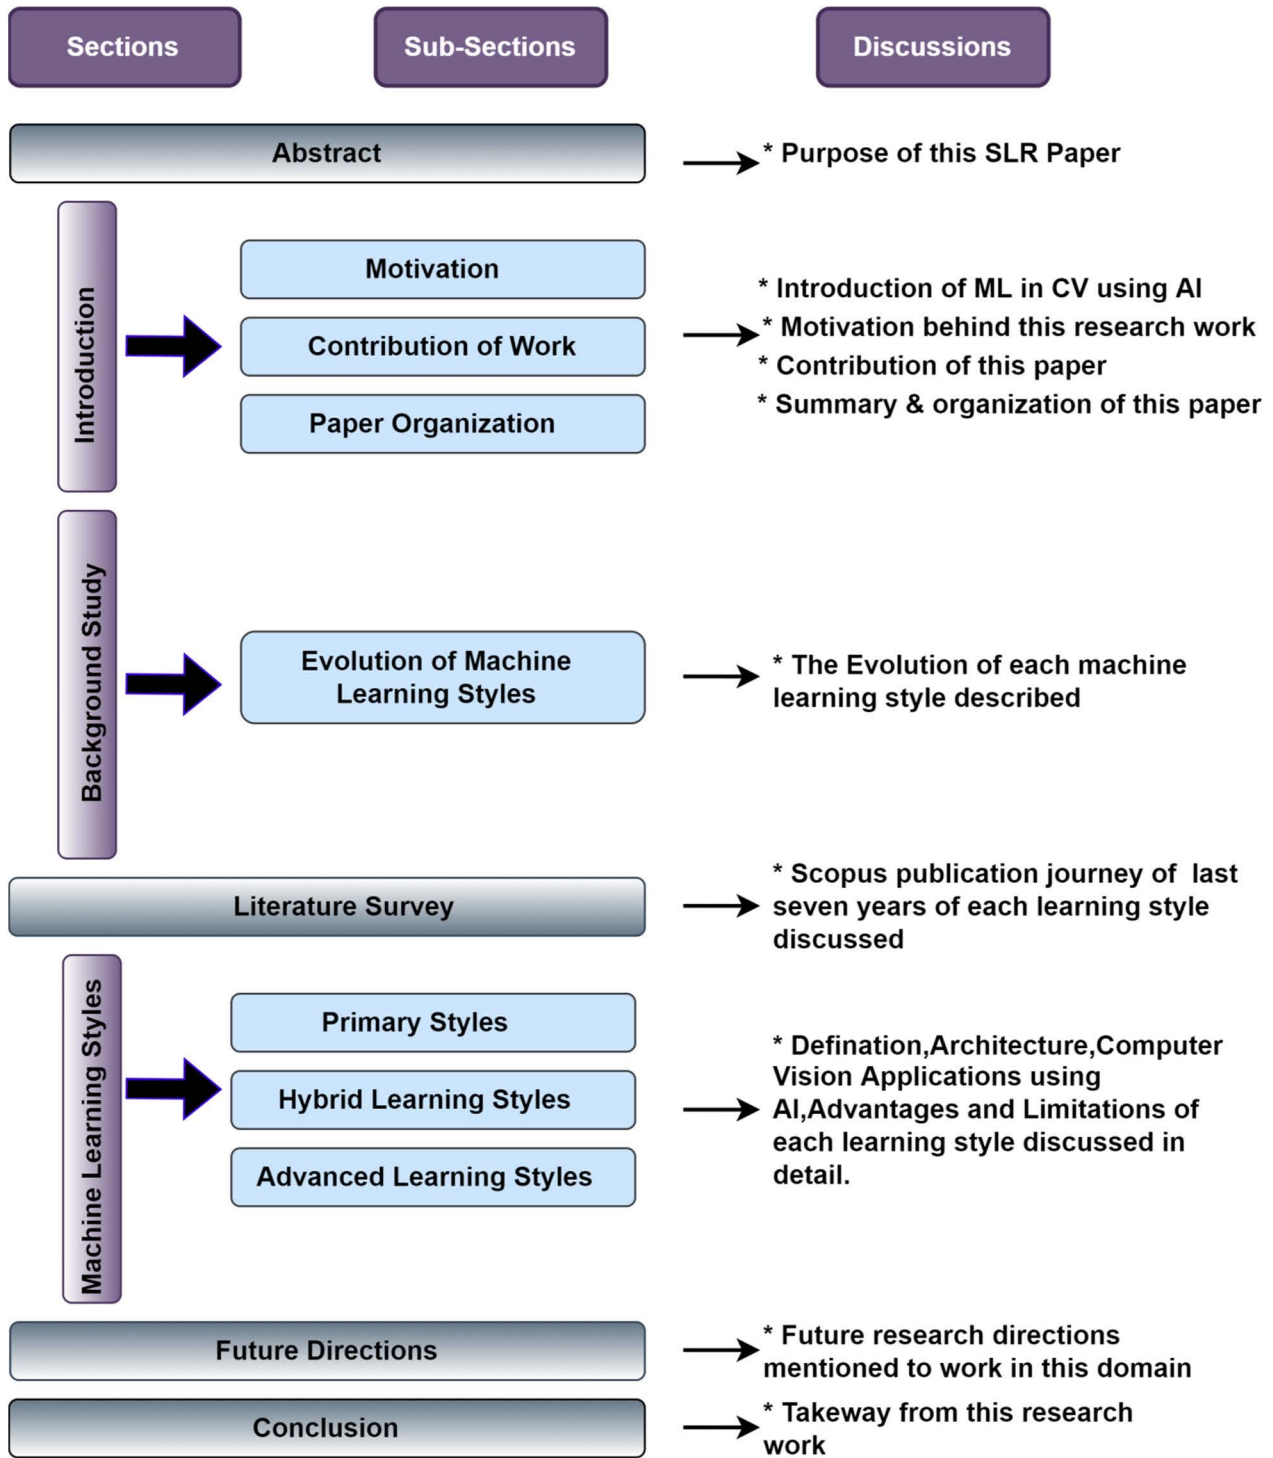 Sections
Sub-Sections
Discussions
Abstract
* Purpose of this SLR Paper
Introduction
Motivation
Contribution of Work
Paper Organization
* Introduction of ML in CV using AI
* Motivation behind this research work
* Contribution of this paper
* Summary & organization of this paper
Background Study
Evolution of Machine
Learning Styles
* The Evolution of each machine
learning style described
Literature Survey
* Scopus publication journey of last
seven years of each learning style
discussed
Machine Learning Styles
Primary Styles
Hybrid Learning Styles
Advanced Learning Styles
* Defination,Architecture,Computer
Vision Applications using
AI,Advantages and Limitations of
each learning style discussed in
detail.
Future Directions
* Future research directions
mentioned to work in this domain
Conclusion
* Takeway from this research
work